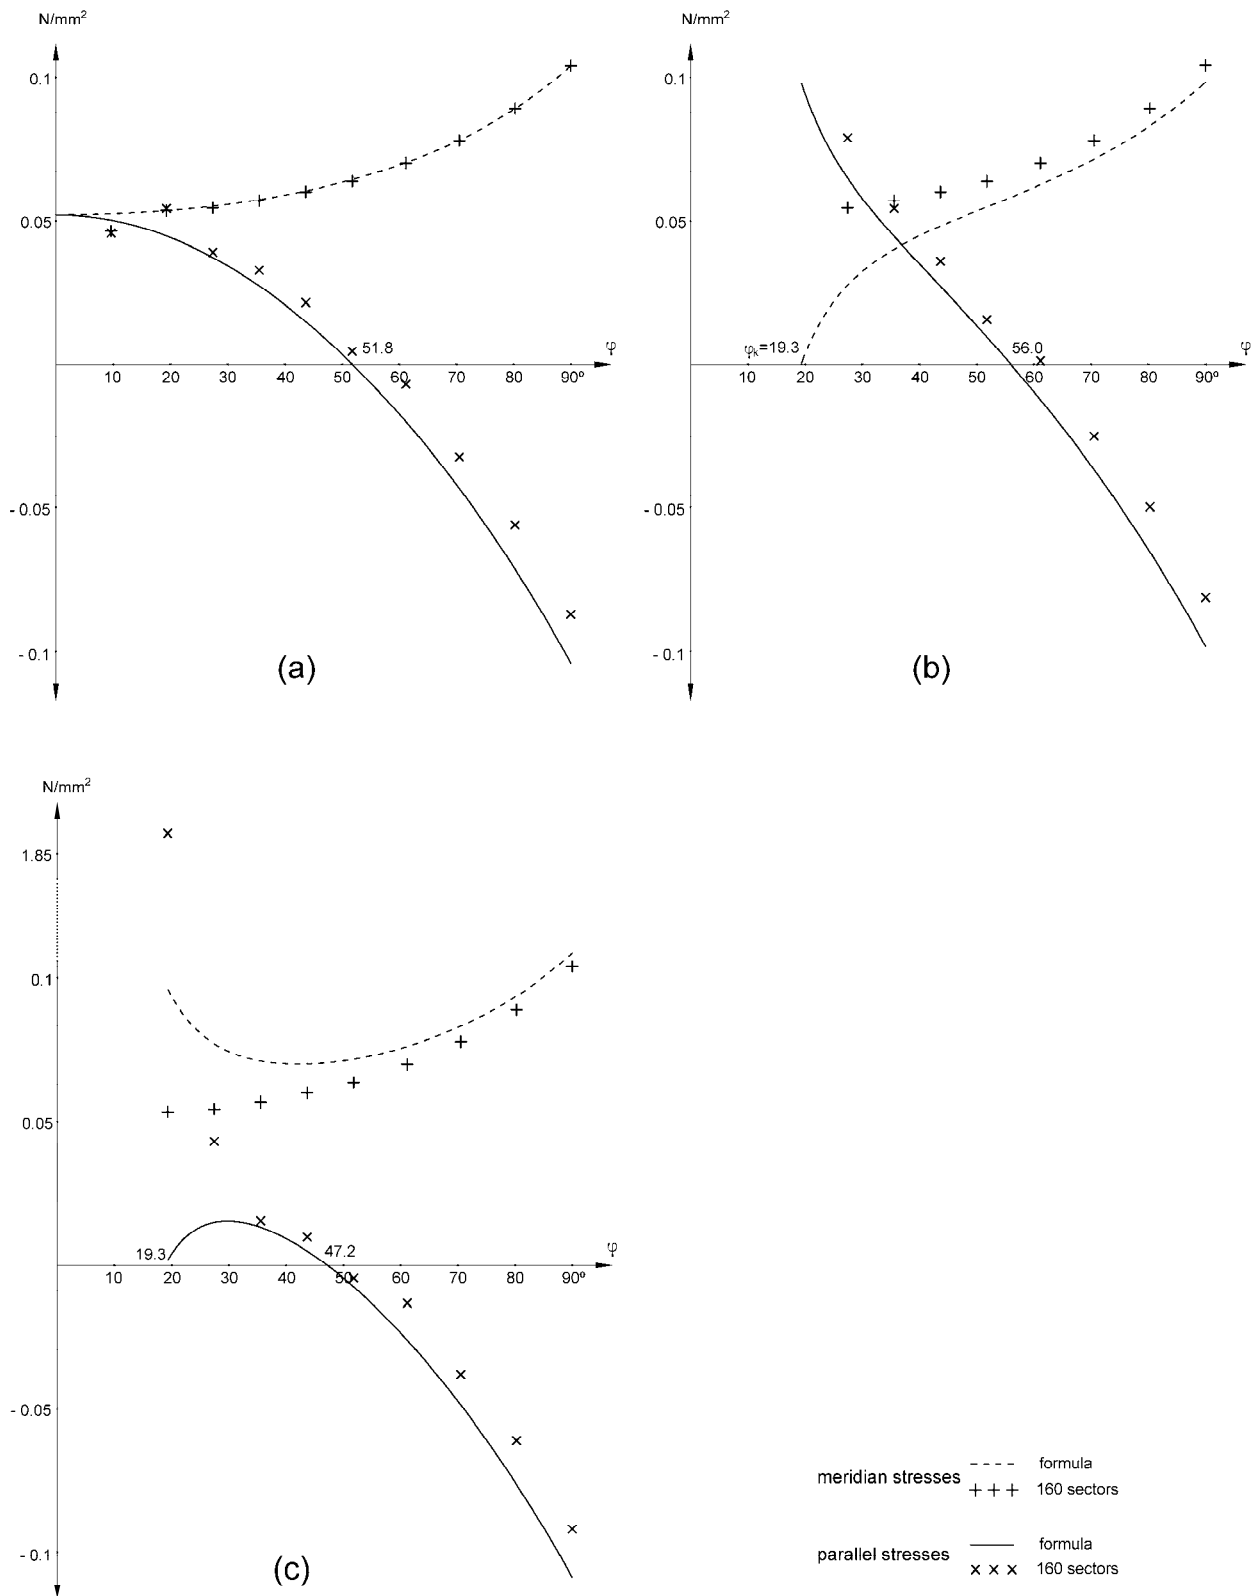 N/mm²
0.1
0.05
51.8
φ
10 20 30 40 50 60 70 80 90º
- 0.05
- 0.1
(a)
N/mm²
0.1
0.05
φk=19.3
56.0
φ
10 20 30 40 50 60 70 80 90º
- 0.05
- 0.1
(b)
N/mm²
1.85
0.1
0.05
19.3
47.2
φ
10 20 30 40 50 60 70 80 90º
- 0.05
- 0.1
(c)
meridian stresses
formula
160 sectors
parallel stresses
formula
160 sectors